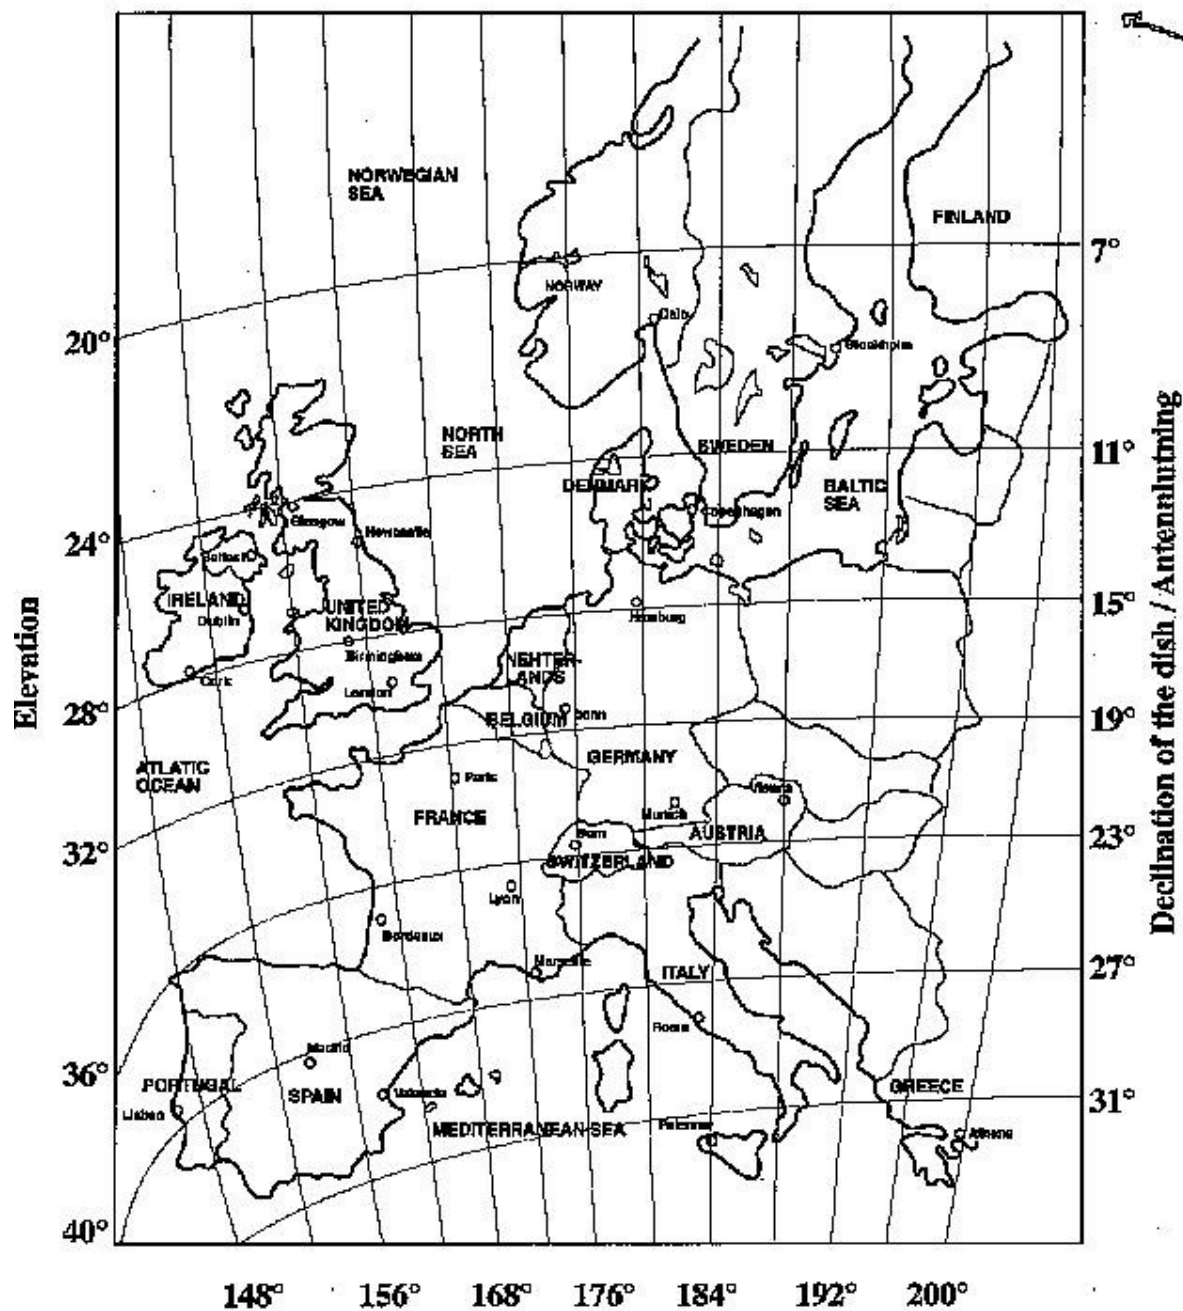 NORWEGIAN
SEA
FINLAND
7°
NORWAY
Oslo
20°
Stockholm
NORTH
SEA
SWEDEN
11°
DENMARK
BALTIC
SEA
Copenhagen
Glasgow
Newcastle
24°
Belfast
IRELAND
Dublin
UNITED
KINGDOM
15°
Hamburg
Birmingham
NEHTER-
LANDS
Cork
London
28°
BELGIUM
Bonn
19°
GERMANY
ATLATIC
OCEAN
Paris
Vienna
FRANCE
Munich
AUSTRIA
23°
Bern
SWITZERLAND
32°
Lyon
Bordeaux
Marseille
ITALY
27°
Rome
Madrid
36°
PORTUGAL
SPAIN
Valencia
GREECE
31°
Lisbon
MEDITERRANEAN SEA
Palermo
Athens
40°
148°
156°
168°
176°
184°
192°
200°
Elevation
Declination of the dish / Antennlutning